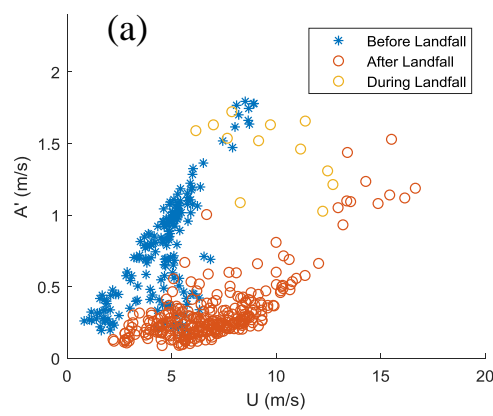 (a)
Before Landfall
After Landfall
During Landfall
A' (m/s)
2
1.5
1
0.5
0
0 5 10 15 20
U (m/s)